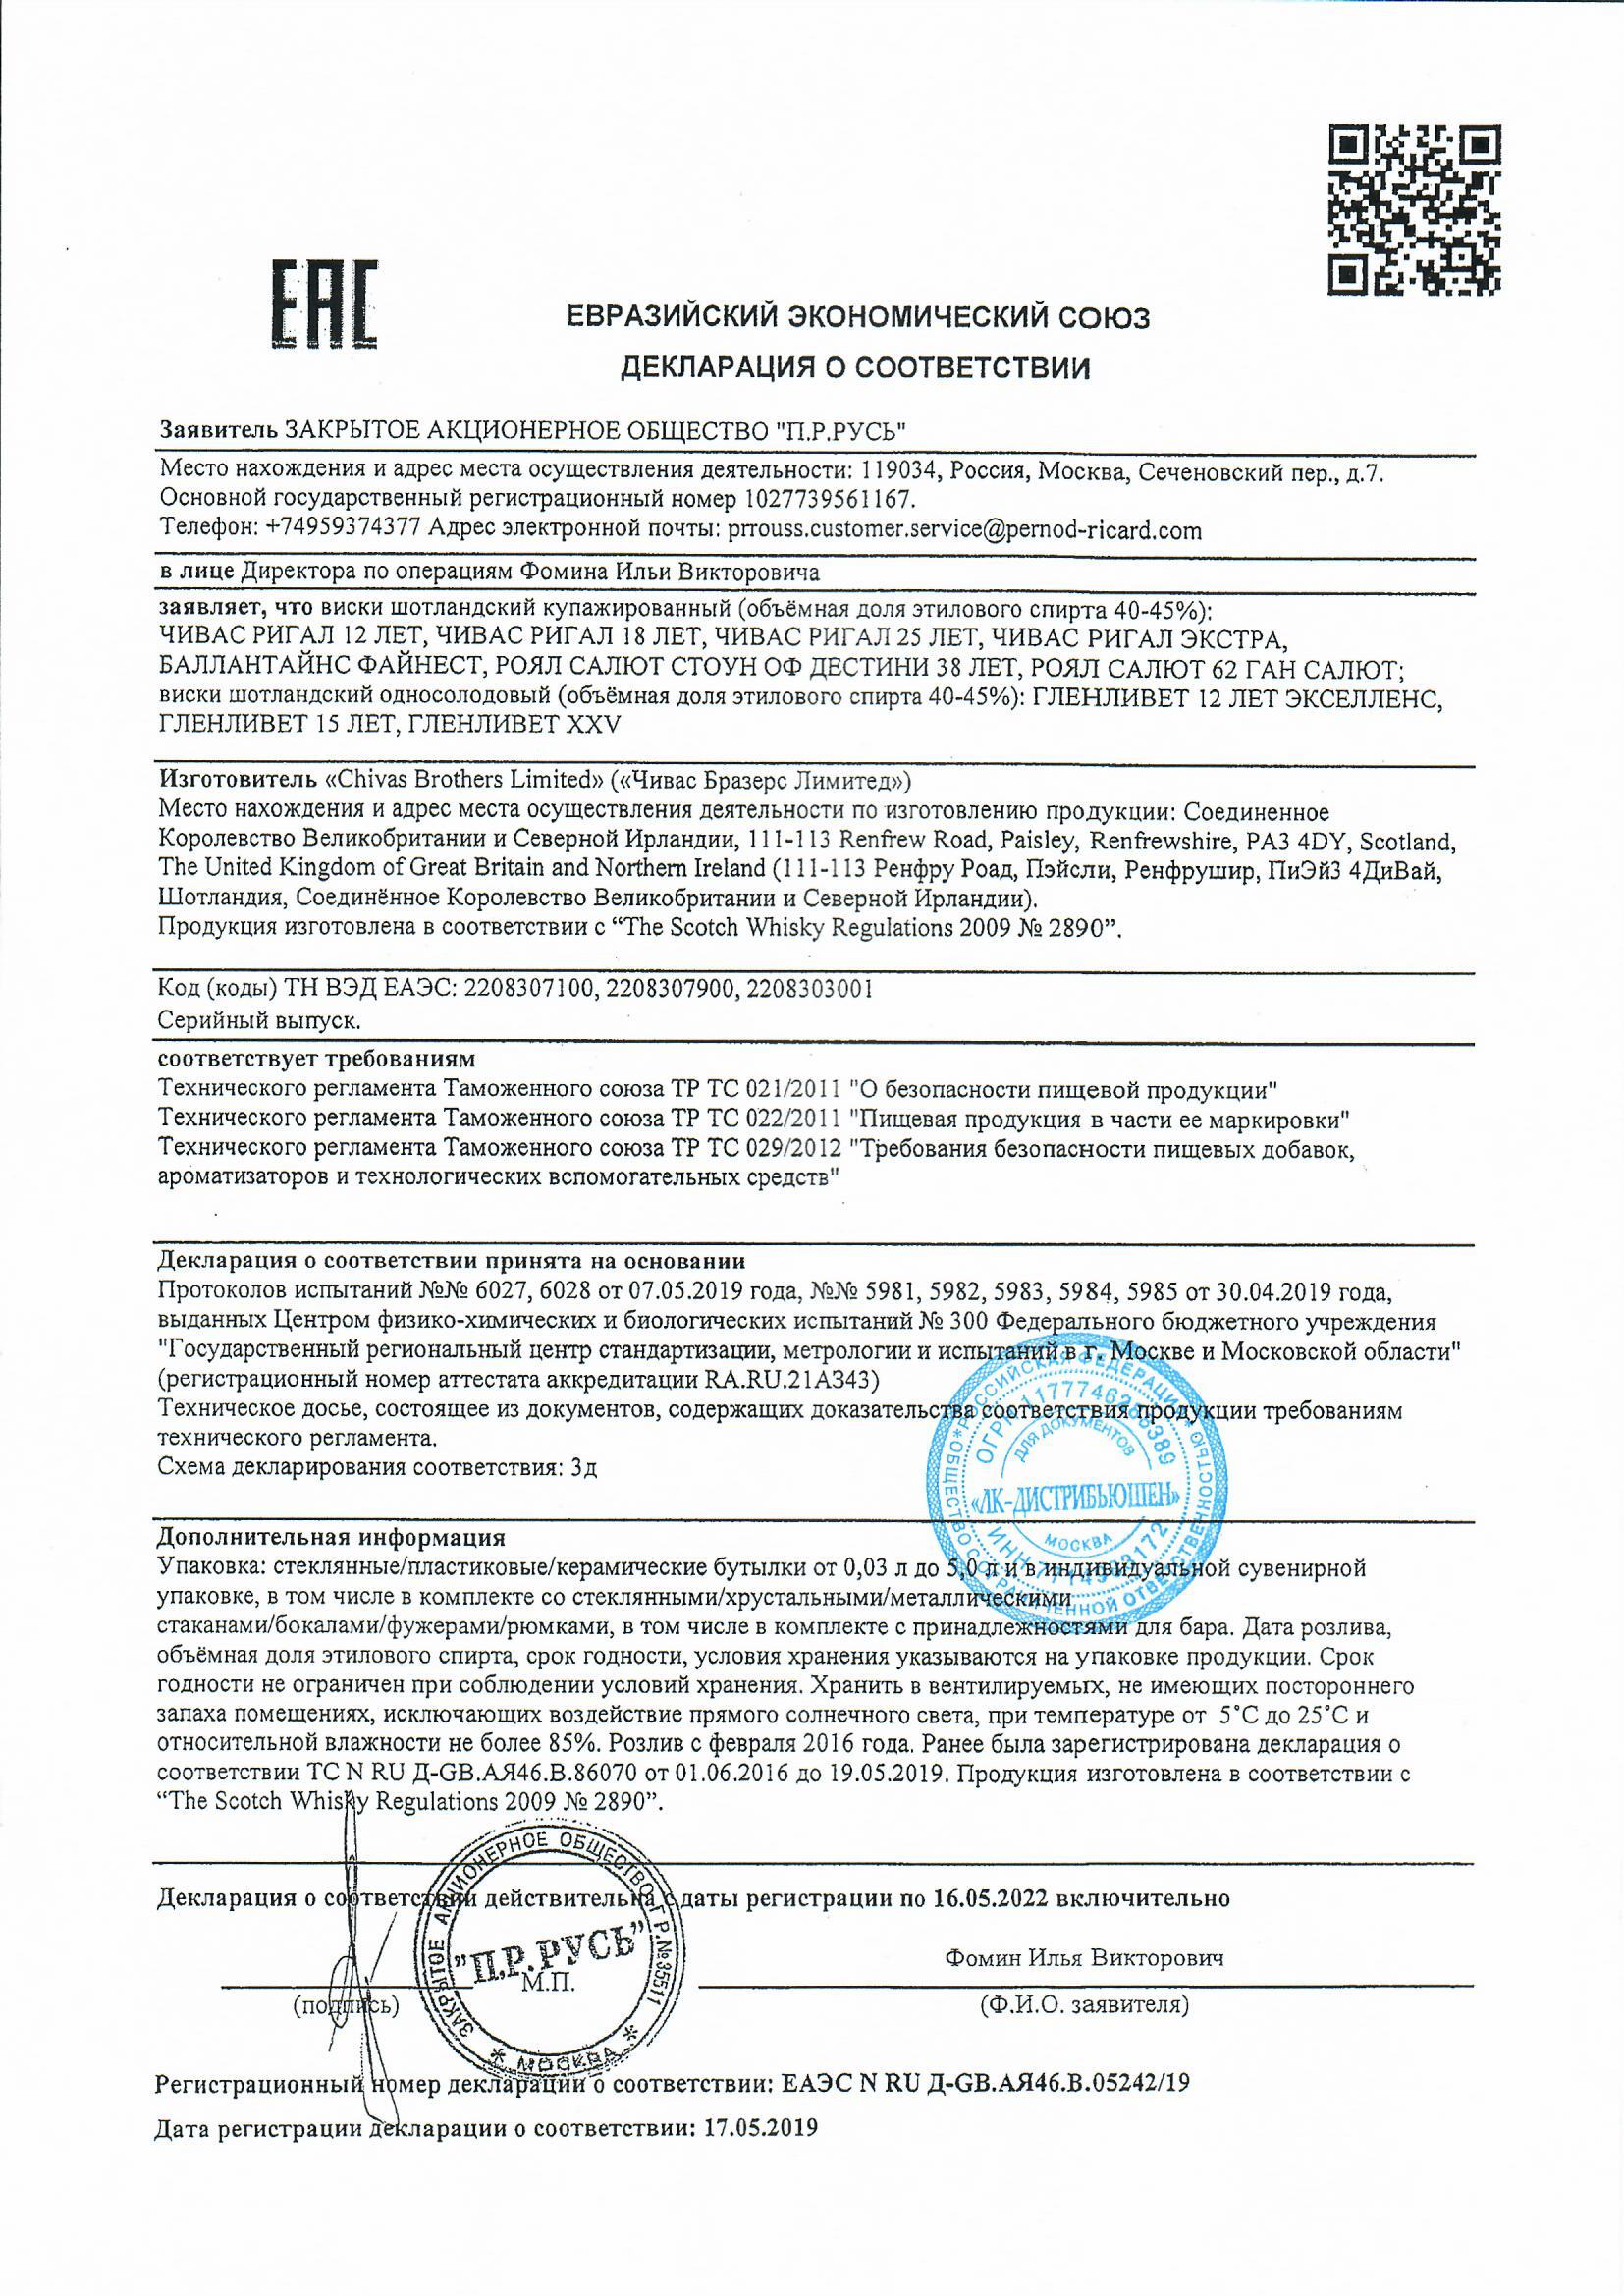 ЕАС
ЕВРАЗИЙСКИЙ ЭКОНОМИЧЕСКИЙ СОЮЗ
ДЕКЛАРАЦИЯ О СООТВЕТСТВИИ
Заявитель ЗАКРЫТОЕ АКЦИОНЕРНОЕ ОБЩЕСТВО "П.Р.РУСЬ"
Место нахождения и адрес места осуществления деятельности: 119034, Россия, Москва, Сеченовский пер., д.7.
Основной государственный регистрационный номер 1027739561167.
Телефон: +74959374377 Адрес электронной почты: prrouss.customer.service@pernod-ricard.com
в лице Директора по операциям Фомина Ильи Викторовича
заявляет, что виски шотландский купажированный (объёмная доля этилового спирта 40-45%):
ЧИВАС РИГАЛ 12 ЛЕТ, ЧИВАС РИГАЛ 18 ЛЕТ, ЧИВАС РИГАЛ 25 ЛЕТ, ЧИВАС РИГАЛ ЭКСТРА,
БАЛЛАНТАЙНС ФАЙНЕСТ, РОЯЛ САЛЮТ СТОУН ОФ ДЕСТИНИ 38 ЛЕТ, РОЯЛ САЛЮТ 62 ГАН САЛЮТ;
виски шотландский односолодовый (объёмная доля этилового спирта 40-45%): ГЛЕНЛИВЕТ 12 ЛЕТ ЭКСЕЛЛЕНС,
ГЛЕНЛИВЕТ 15 ЛЕТ, ГЛЕНЛИВЕТ XXV
Изготовитель «Chivas Brothers Limited» («Чивас Бразерс Лимитед»)
Место нахождения и адрес места осуществления деятельности по изготовлению продукции: Соединенное
Королевство Великобритании и Северной Ирландии, 111-113 Renfrew Road, Paisley, Renfrewshire, PA3 4DY, Scotland,
The United Kingdom of Great Britain and Northern Ireland (111-113 Ренфру Роад, Пэйсли, Ренфрушир, ПиЭй3 4ДиВай,
Шотландия, Соединённое Королевство Великобритании и Северной Ирландии).
Продукция изготовлена в соответствии с “The Scotch Whisky Regulations 2009 № 2890”.
Код (коды) ТН ВЭД ЕАЭС: 2208307100, 2208307900, 2208303001
Серийный выпуск.
соответствует требованиям
Технического регламента Таможенного союза ТР ТС 021/2011 "О безопасности пищевой продукции"
Технического регламента Таможенного союза ТР ТС 022/2011 "Пищевая продукция в части ее маркировки"
Технического регламента Таможенного союза ТР ТС 029/2012 "Требования безопасности пищевых добавок,
ароматизаторов и технологических вспомогательных средств"
Декларация о соответствии принята на основании
Протоколов испытаний №№ 6027, 6028 от 07.05.2019 года, №№ 5981, 5982, 5983, 5984, 5985 от 30.04.2019 года,
выданных Центром физико-химических и биологических испытаний № 300 Федерального бюджетного учреждения
"Государственный региональный центр стандартизации, метрологии и испытаний в г. Москве и Московской области"
(регистрационный номер аттестата аккредитации RA.RU.21АЗ43)
Техническое досье, состоящее из документов, содержащих доказательства соответствия продукции требованиям
технического регламента.
Схема декларирования соответствия: 3д
ОБЩЕСТВО С ОГРАНИЧЕННОЙ ОТВЕТСТВЕННОСТЬЮ * РОССИЙСКАЯ ФЕДЕРАЦИЯ *
ОГРН
ДЛЯ ДОКУМЕНТОВ
«ЛК-ДИСТРИБЬЮШЕН»
МОСКВА
ИНН
Дополнительная информация
Упаковка: стеклянные/пластиковые/керамические бутылки от 0,03 л до 5,0 л и в индивидуальной сувенирной
упаковке, в том числе в комплекте со стеклянными/хрустальными/металлическими
стаканами/бокалами/фужерами/рюмками, в том числе в комплекте с принадлежностями для бара. Дата розлива,
объёмная доля этилового спирта, срок годности, условия хранения указываются на упаковке продукции. Срок
годности не ограничен при соблюдении условий хранения. Хранить в вентилируемых, не имеющих постороннего
запаха помещениях, исключающих воздействие прямого солнечного света, при температуре от 5˚С до 25˚С и
относительной влажности не более 85%. Розлив с февраля 2016 года. Ранее была зарегистрирована декларация о
соответствии ТС N RU Д-GB.АЯ46.В.86070 от 01.06.2016 до 19.05.2019. Продукция изготовлена в соответствии с
“The Scotch Whisky Regulations 2009 № 2890”.
Декларация о соответствии действительна с даты регистрации по 16.05.2022 включительно
ЗАКРЫТОЕ АКЦИОНЕРНОЕ ОБЩЕСТВО Г.Р.№35511
"П.Р.РУСЬ"
* МОСКВА *
М.П.
Фомин Илья Викторович
(подпись)
(Ф.И.О. заявителя)
Регистрационный номер декларации о соответствии: ЕАЭС N RU Д-GB.АЯ46.В.05242/19
Дата регистрации декларации о соответствии: 17.05.2019